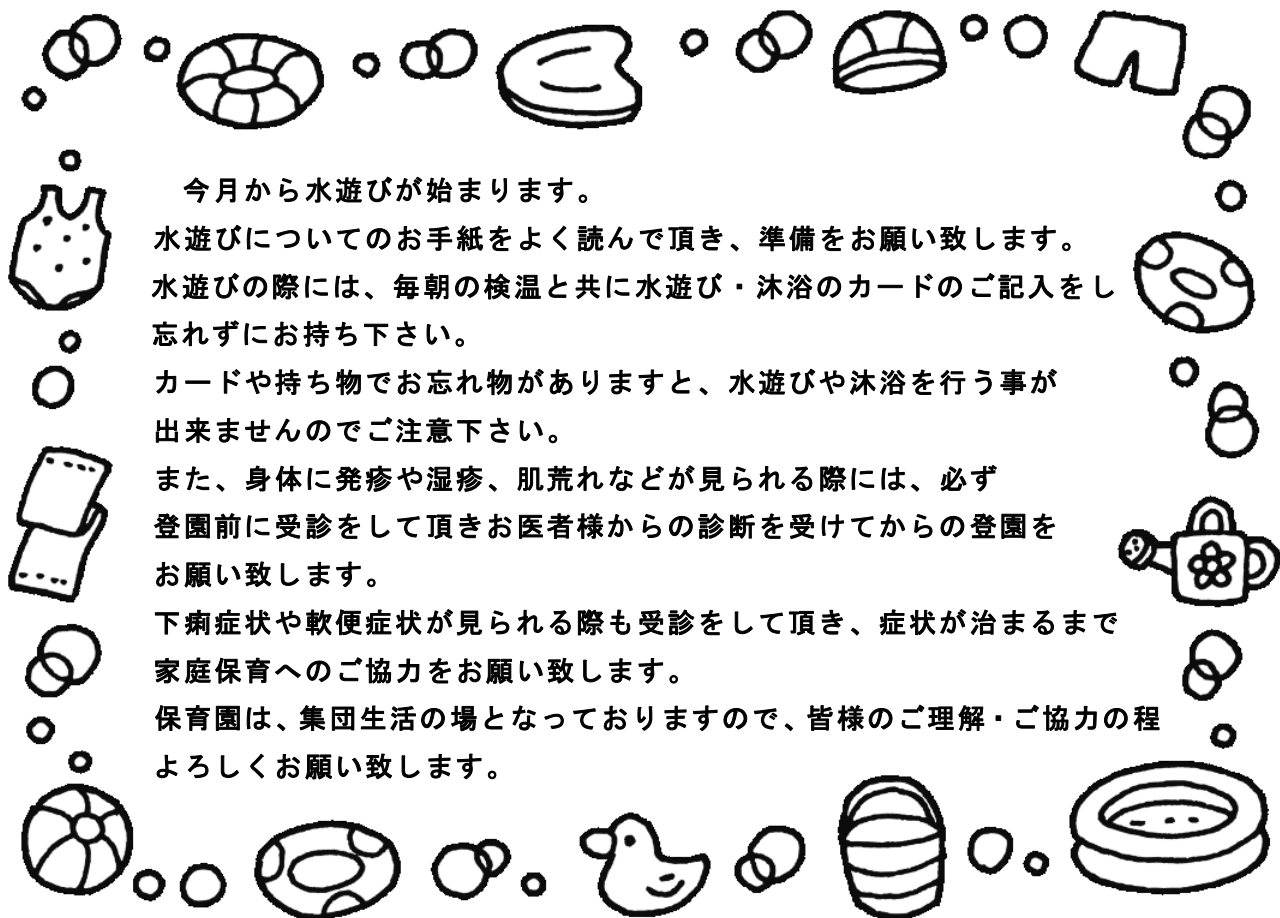 今月から水遊びが始まります。
水遊びについてのお手紙をよく読んで頂き、準備をお願い致します。
水遊びの際には、毎朝の検温と共に水遊び・沐浴のカードのご記入をし
忘れずにお持ち下さい。
カードや持ち物でお忘れ物がありますと、水遊びや沐浴を行う事が
出来ませんのでご注意下さい。
また、身体に発疹や湿疹、肌荒れなどが見られる際には、必ず
登園前に受診をして頂きお医者様からの診断を受けてからの登園を
お願い致します。
下痢症状や軟便症状が見られる際も受診をして頂き、症状が治まるまで
家庭保育へのご協力をお願い致します。
保育園は、集団生活の場となっておりますので、皆様のご理解・ご協力の程
よろしくお願い致します。